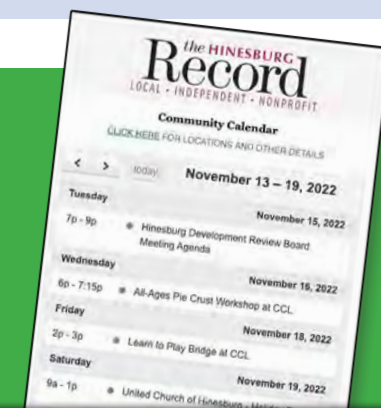 the HINESBURG
Record
LOCAL • INDEPENDENT • NONPROFIT
Community Calendar
CLICK HERE FOR LOCATIONS AND OTHER DETAILS
< > today November 13 – 19, 2022
Tuesday November 15, 2022
7p - 9p Hinesburg Development Review Board
Meeting Agenda
Wednesday November 16, 2022
6p - 7:15p All-Ages Pie Crust Workshop at CCL
Friday November 18, 2022
2p - 3p Learn to Play Bridge at CCL
Saturday November 19, 2022
9a - 1p United Church of Hinesburg - Holiday